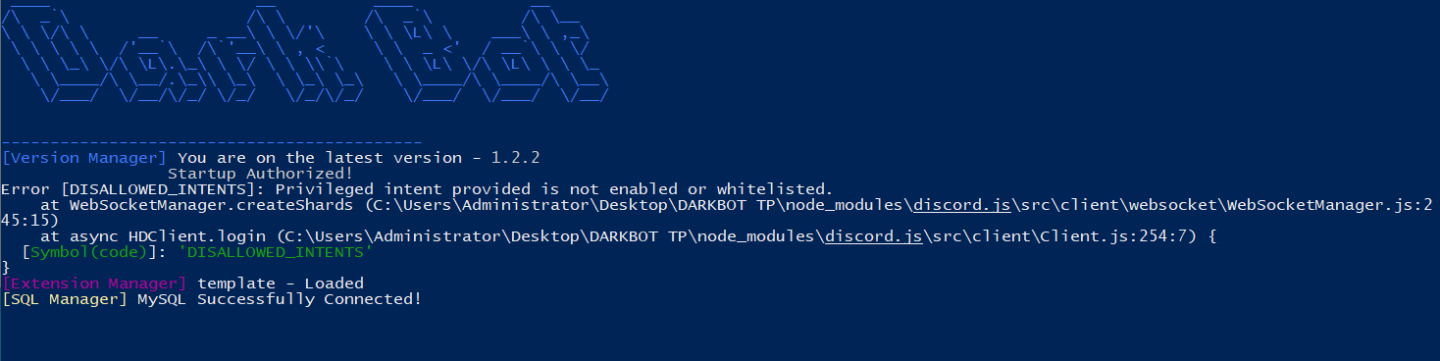 Dark Bot
-------------------------------------------
[Version Manager] You are on the latest version - 1.2.2
Startup Authorized!
Error [DISALLOWED_INTENTS]: Privileged intent provided is not enabled or whitelisted.
at WebSocketManager.createShards (C:\Users\Administrator\Desktop\DARKBOT TP\node_modules\discord.js\src\client\websocket\WebSocketManager.js:2
45:15)
at async HDClient.login (C:\Users\Administrator\Desktop\DARKBOT TP\node_modules\discord.js\src\client\Client.js:254:7) {
[Symbol(code)]: 'DISALLOWED_INTENTS'
}
[Extension Manager] template - Loaded
[SQL Manager] MySQL Successfully Connected!